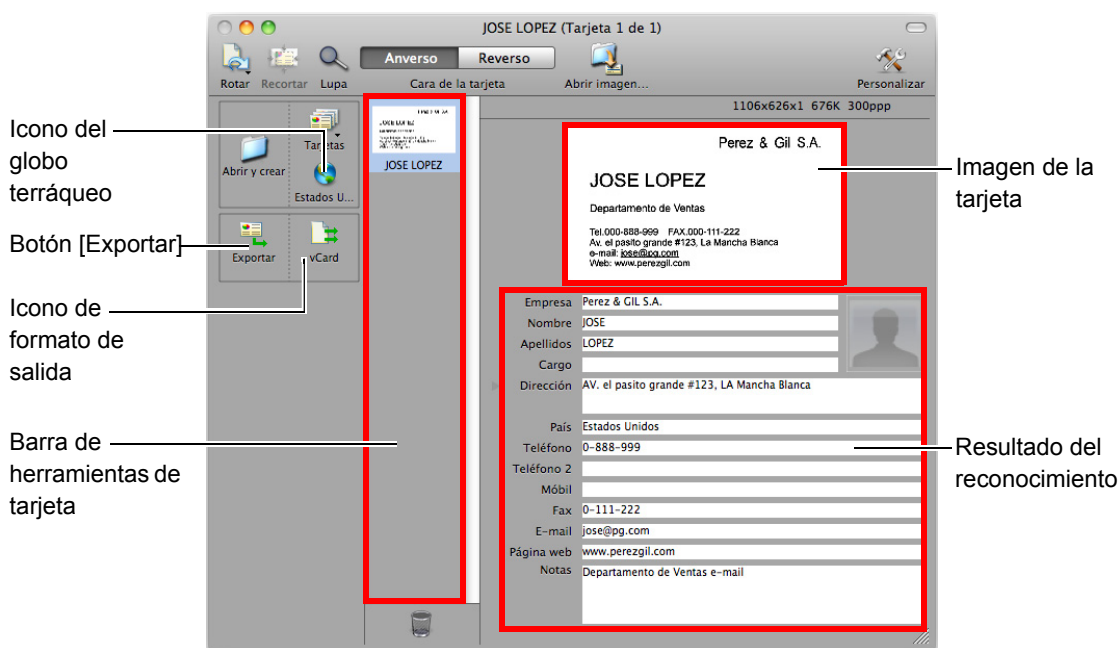 JOSE LOPEZ (Tarjeta 1 de 1)
Rotar Recortar Lupa
Anverso Reverso
Cara de la tarjeta
Abrir imagen...
Personalizar
1106x626x1 676K 300ppp
Icono del
globo
terráqueo
Botón [Exportar]
Icono de
formato de
salida
Barra de
herramientas de
tarjeta
Abrir y crear
Tarjetas
Estados U...
Exportar
vCard
JOSE LOPEZ
Perez & Gil S.A.
JOSE LOPEZ
Departamento de Ventas
Tel.000-888-999 FAX.000-111-222
Av. el pasito grande #123, La Mancha Blanca
e-mail: jose@pg.com
Web: www.perezgil.com
Imagen de la
tarjeta
Empresa Perez & GIL S.A.
Nombre JOSE
Apellidos LOPEZ
Cargo
Dirección AV. el pasito grande #123, LA Mancha Blanca
País Estados Unidos
Teléfono 0-888-999
Teléfono 2
Móbil
Fax 0-111-222
E-mail jose@pg.com
Página web www.perezgil.com
Notas Departamento de Ventas e-mail
Resultado del
reconocimiento